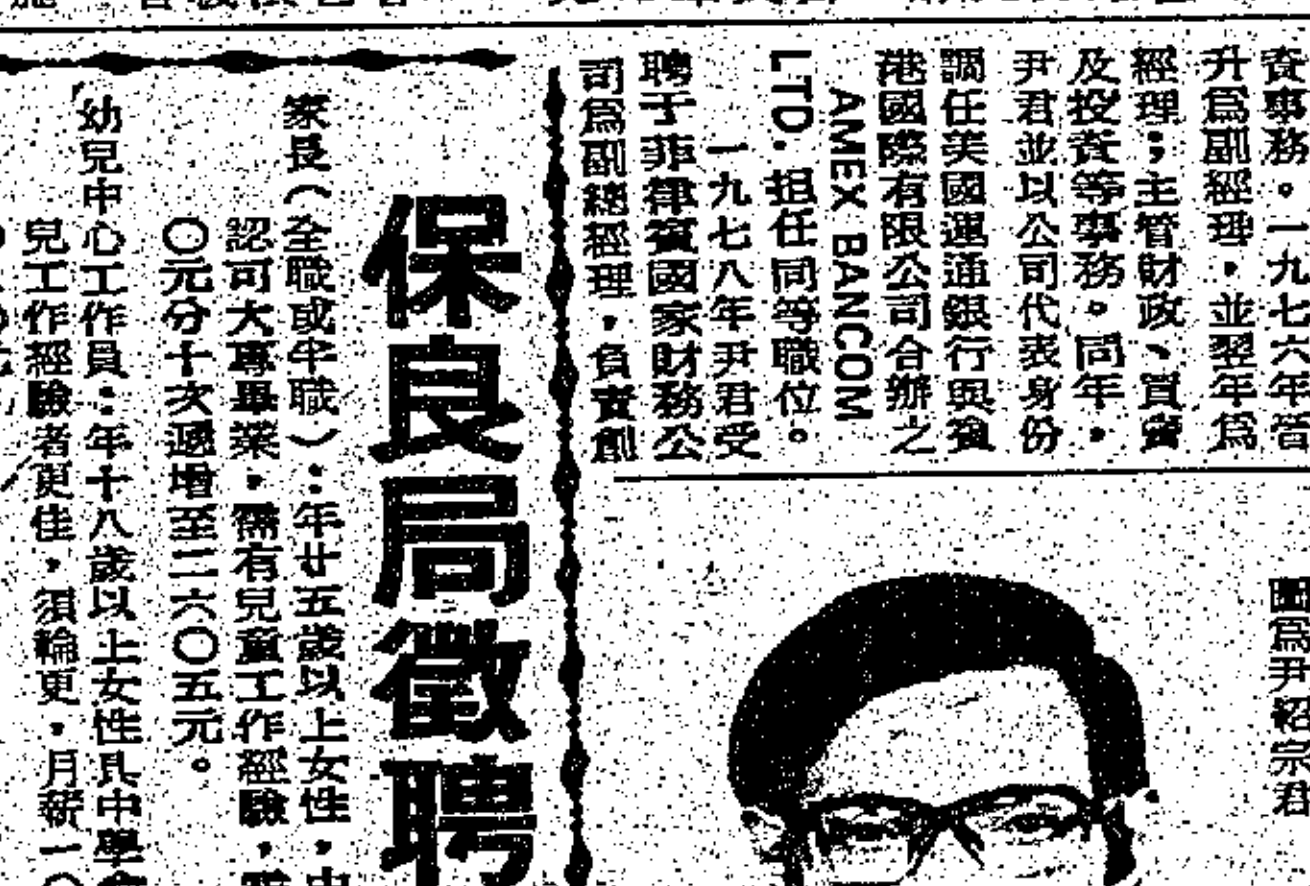 資事務。一九七六年晉
升爲副經理,並翌年爲
經理;主管財政、買賣
及投資等事務。同年,
尹君並以公司代表身份
調任美國運通銀行與資
港國際有限公司合辦之
AMEX BANCOM
LTD. 担任同等職位。
一九七八年尹君受
聘于菲律賓國家財務公
司爲副總經理,負責創
圖爲尹紹宗君
保良局徵聘
家長(全職或半職):年廿五歲以上女性,由
認可大專畢業,需有兒童工作經驗,
〇元分十次遞增至二六〇五元。
幼兒中心工作員:年十八歲以上女性具中學
兒工作經驗者更佳,須輪更,月薪一〇